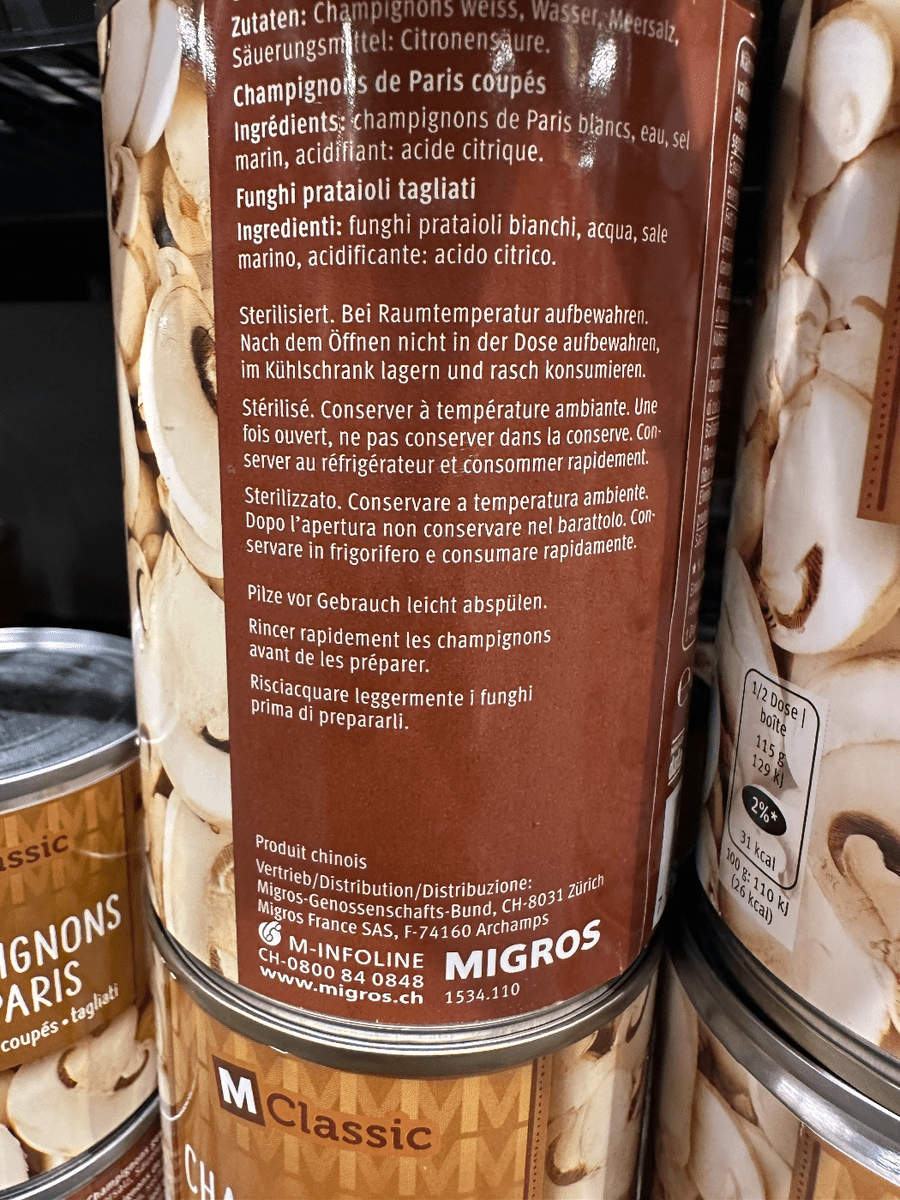 Zutaten: Champignons weiss, Wasser, Meersalz,
Säuerungsmittel: Citronensäure.
Champignons de Paris coupés
Ingrédients: champignons de Paris blancs, eau, sel
marin, acidifiant: acide citrique.
Funghi prataioli tagliati
Ingredienti: funghi prataioli bianchi, acqua, sale
marino, acidificante: acido citrico.
Sterilisiert. Bei Raumtemperatur aufbewahren.
Nach dem Öffnen nicht in der Dose aufbewahren,
im Kühlschrank lagern und rasch konsumieren.
Stérilisé. Conserver à température ambiante. Une
fois ouvert, ne pas conserver dans la conserve. Con-
server au réfrigérateur et consommer rapidement.
Sterilizzato. Conservare a temperatura ambiente.
Dopo l'apertura non conservare nel barattolo. Con-
servare in frigorifero e consumare rapidamente.
Pilze vor Gebrauch leicht abspülen.
Rincer rapidement les champignons
avant de les préparer.
Risciacquare leggermente i funghi
prima di prepararli.
Produit chinois
Vertrieb/Distribution/Distribuzione:
Migros-Genossenschafts-Bund, CH-8031 Zürich
Migros France SAS, F-74160 Archamps
M-INFOLINE
CH-0800 84 0848
www.migros.ch
MIGROS
1534.110
1/2 Dose |
boîte
115 g
129 kJ
2%*
31 kcal
100 g: 110 kJ
(26 kcal)
assic
IGNONS
PARIS
coupés • tagliati
M Classic
CHA